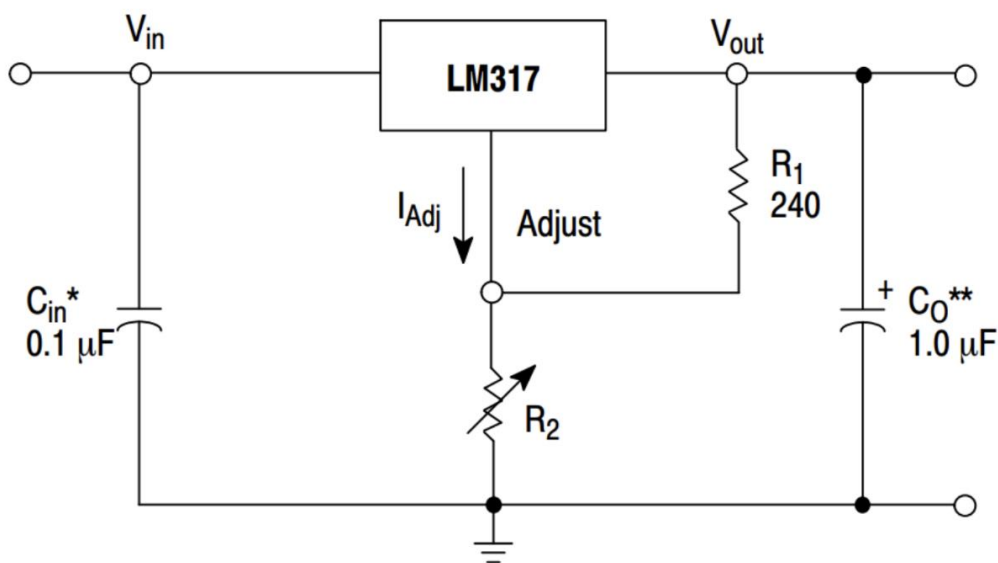 Vin
LM317
Vout
R1
240
IAdj
Adjust
Cin*
0.1 μF
+
CO**
1.0 μF
R2